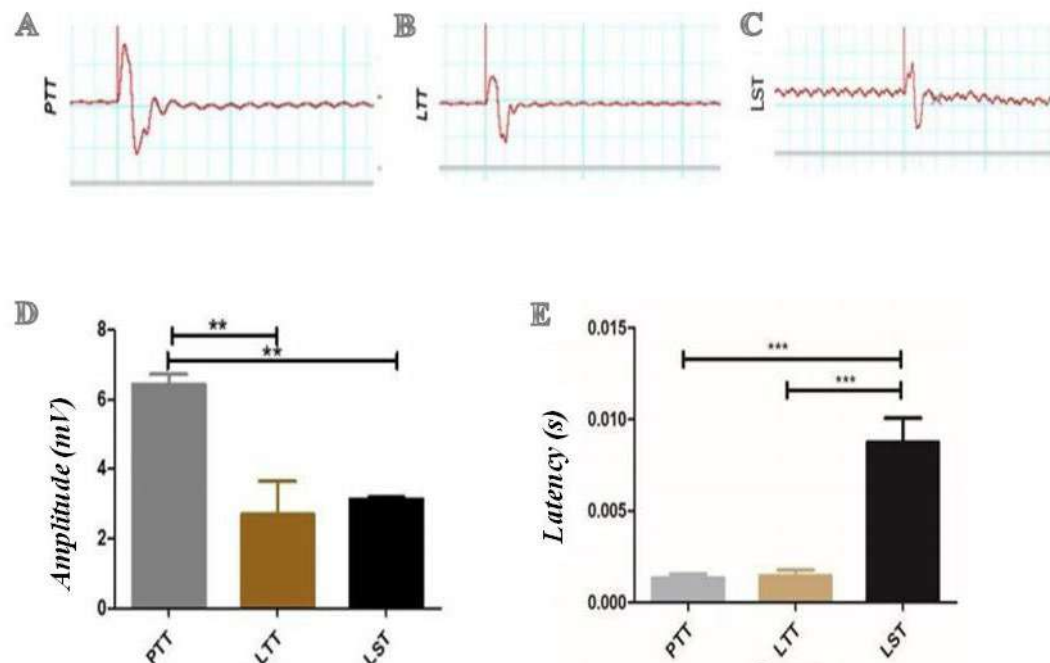 A
B
C
PTT
LTT
LST
D
E
Amplitude (mV)
8
6
4
2
0
**
**
PTT
LTT
LST
Latency (s)
0.015
0.010
0.005
0.000
***
***
PTT
LTT
LST